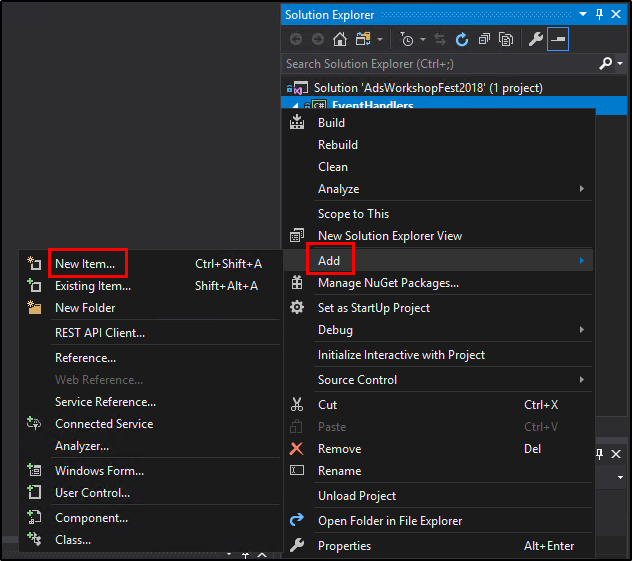 Solution Explorer
Search Solution Explorer (Ctrl+;)
Solution 'AdsWorkshopFest2018' (1 project)
C# EventHandlers
Build
Rebuild
Clean
Analyze
Scope to This
New Solution Explorer View
Add
Manage NuGet Packages...
Set as StartUp Project
Debug
Initialize Interactive with Project
Source Control
Cut Ctrl+X
Paste Ctrl+V
Remove Del
Rename
Unload Project
Open Folder in File Explorer
Properties Alt+Enter
New Item... Ctrl+Shift+A
Existing Item... Shift+Alt+A
New Folder
REST API Client...
Reference...
Web Reference...
Service Reference...
Connected Service
Analyzer...
Windows Form...
User Control...
Component...
Class...